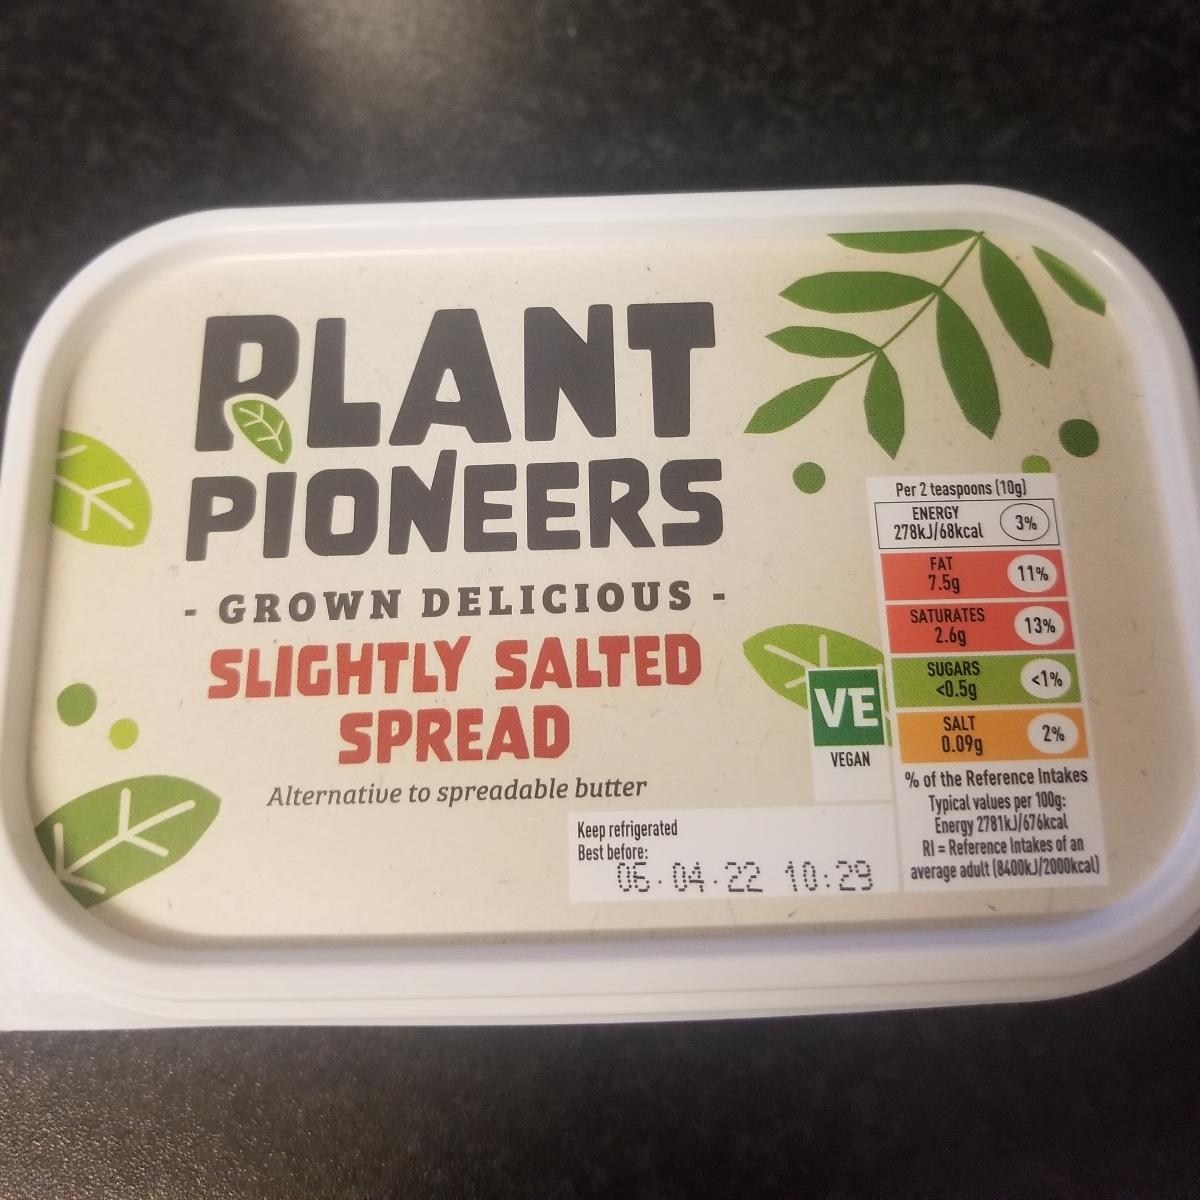 PLANT
PIONEERS
- GROWN DELICIOUS -
SLIGHTLY SALTED
SPREAD
Alternative to spreadable butter
Keep refrigerated
Best before:
06.04.22 10:29
VE
VEGAN
Per 2 teaspoons (10g)
ENERGY
278kJ/68kcal
3%
FAT
7.5g
11%
SATURATES
2.6g
13%
SUGARS
<0.5g
<1%
SALT
0.09g
2%
% of the Reference Intakes
Typical values per 100g:
Energy 2781kJ/676kcal
RI = Reference Intakes of an
average adult (8400kJ/2000kcal)